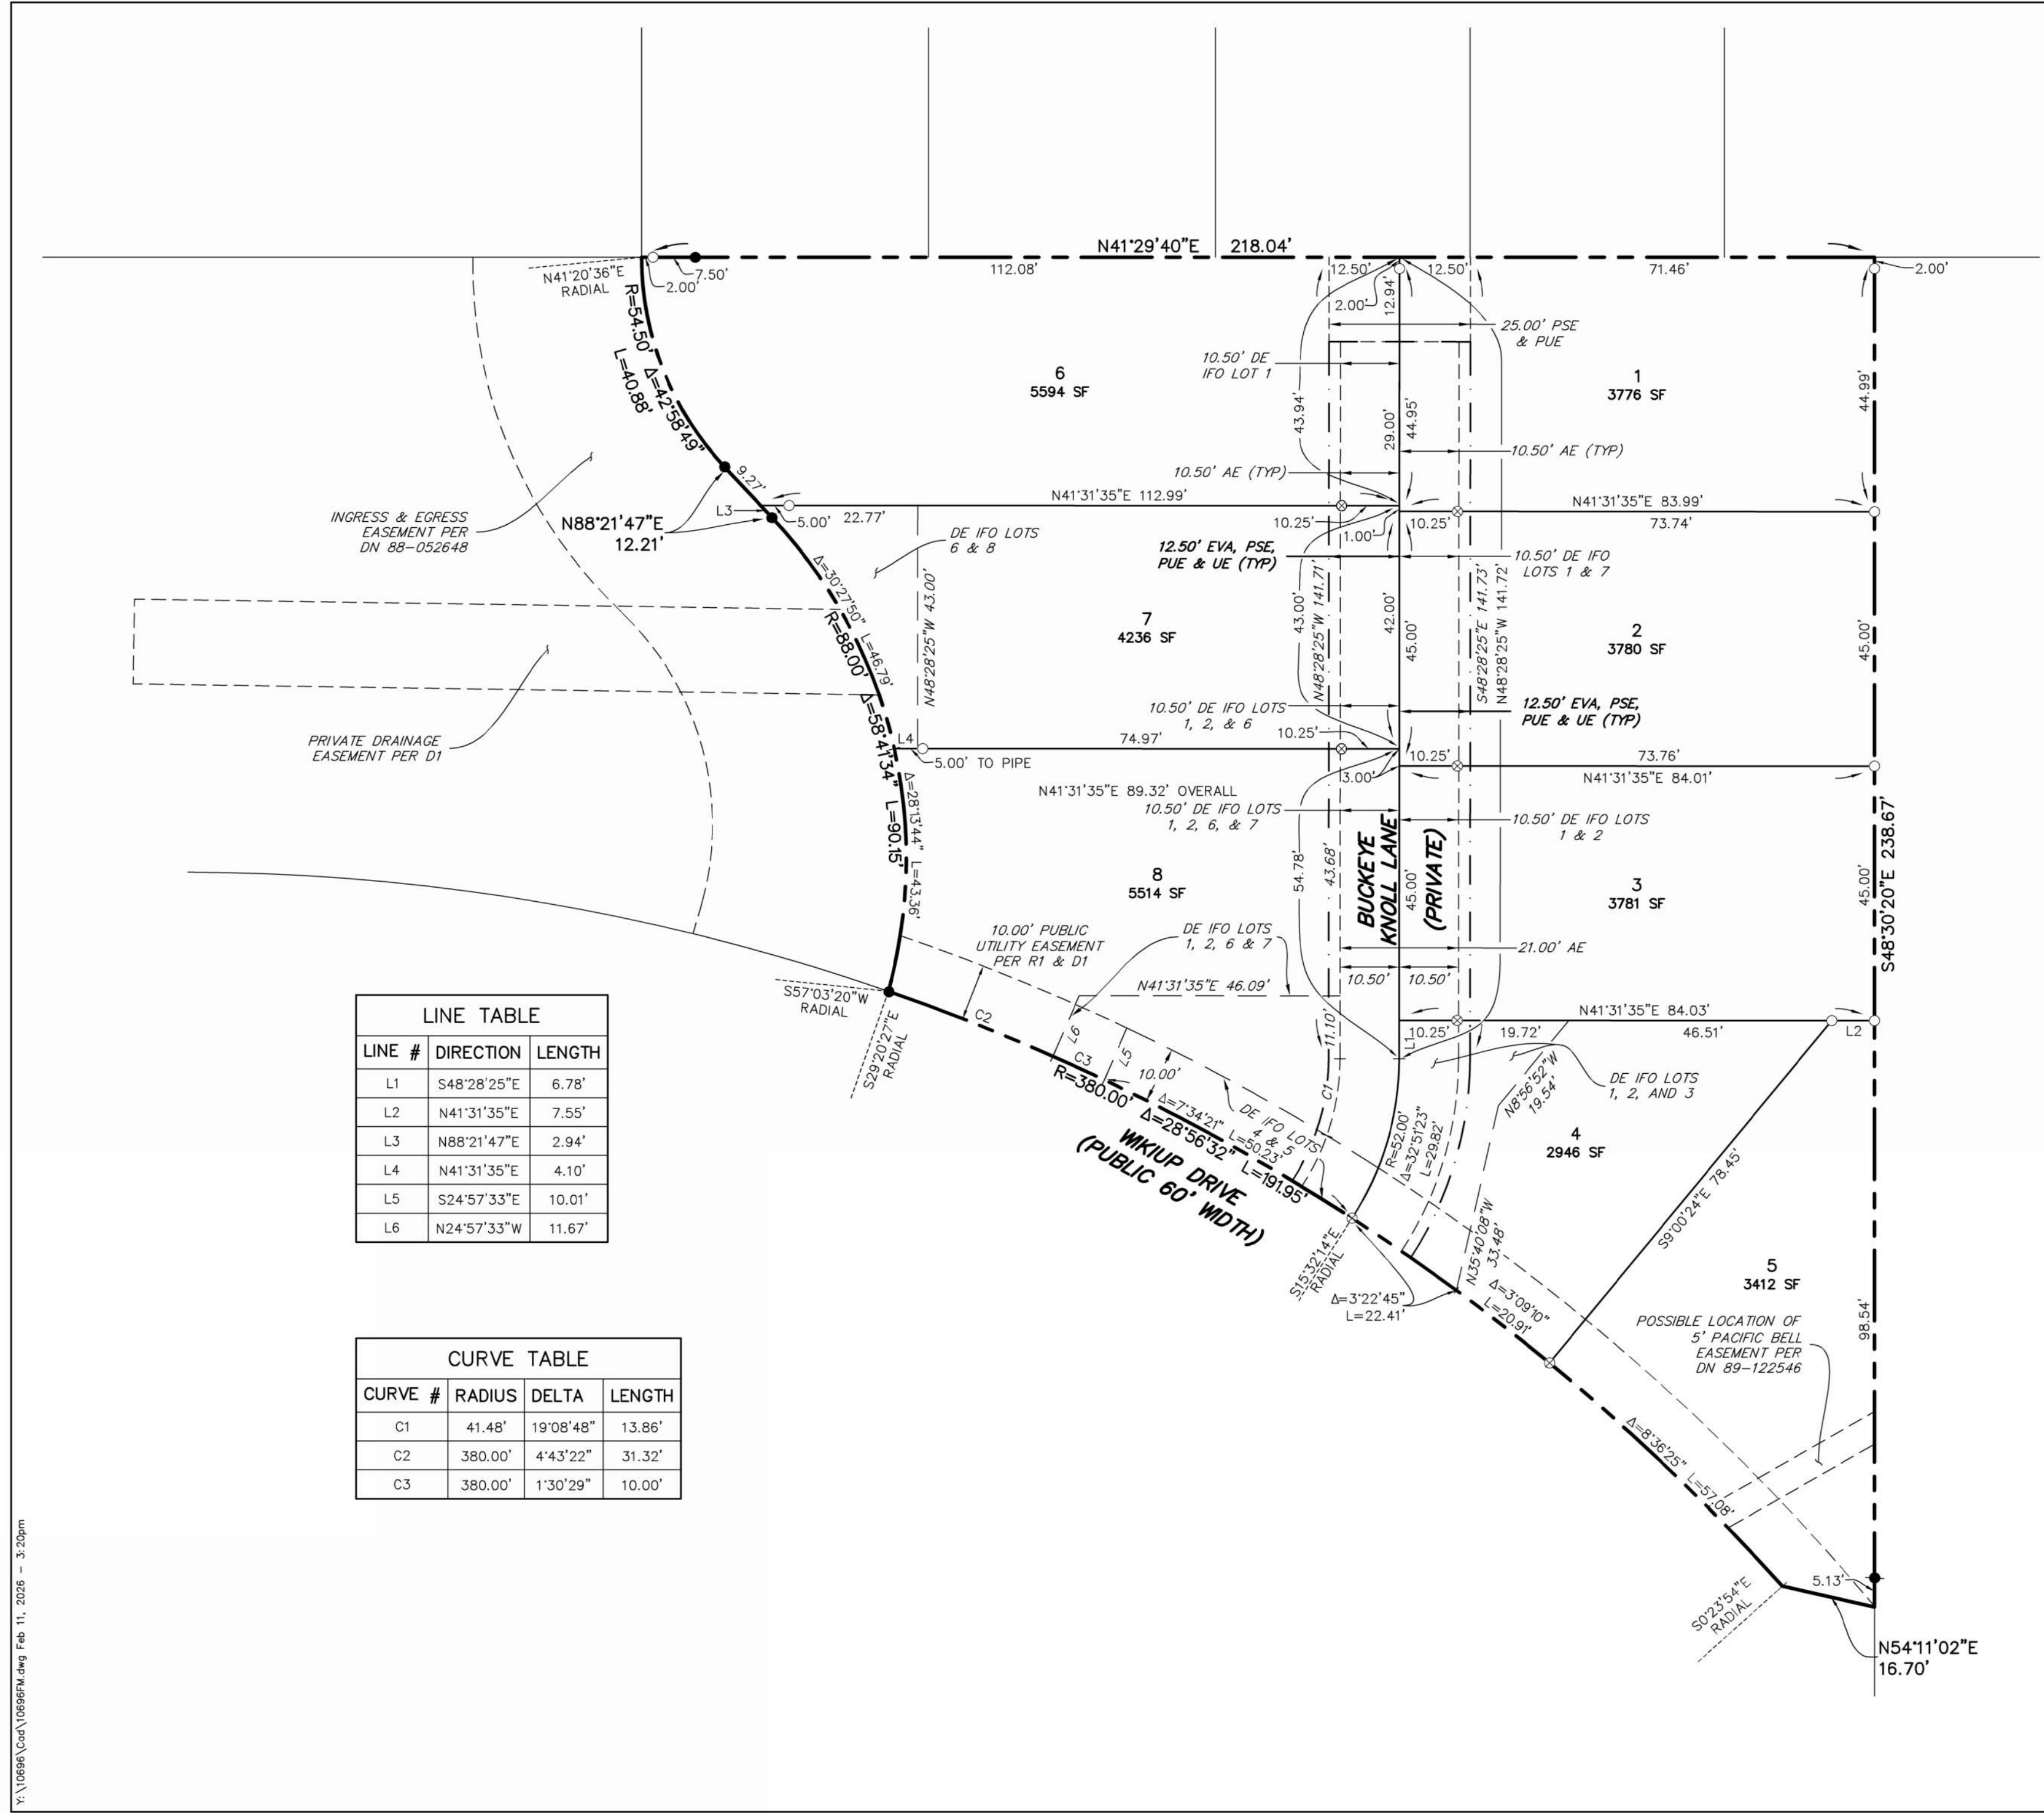 N41°29'40"E 218.04'
N41°20'36"E
RADIAL
7.50'
2.00'
112.08'
12.50'
12.50'
71.46'
2.00'
R=54.50' Δ=42°58'49"
L=40.88'
2.00'
12.94'
25.00' PSE
& PUE
10.50' DE
IFO LOT 1
6
5594 SF
1
3776 SF
44.99'
43.94'
29.00'
44.95'
10.50' AE (TYP)
10.50' AE (TYP)
9.27'
L3
5.00'
22.77'
N41°31'35"E 112.99'
N41°31'35"E 83.99'
10.25'
1.00'
10.25'
73.74'
INGRESS & EGRESS
EASEMENT PER
DN 88-052648
N88°21'47"E
12.21'
DE IFO LOTS
6 & 8
12.50' EVA, PSE,
PUE & UE (TYP)
10.50' DE IFO
LOTS 1 & 7
Δ=30°27'50" L=46.79'
R=88.00' Δ=58°41'34" L=90.15'
N48°28'25"W 43.00'
43.00'
N48°28'25"W 141.71'
42.00'
45.00'
S48°28'25"E 141.73'
N48°28'25"W 141.72'
7
4236 SF
2
3780 SF
45.00'
PRIVATE DRAINAGE
EASEMENT PER D1
10.50' DE IFO LOTS
1, 2, & 6
12.50' EVA, PSE,
PUE & UE (TYP)
L4
74.97'
10.25'
5.00' TO PIPE
10.25'
73.76'
3.00'
N41°31'35"E 84.01'
N41°31'35"E 89.32' OVERALL
10.50' DE IFO LOTS
1, 2, 6, & 7
10.50' DE IFO LOTS
1 & 2
Δ=28°13'44" L=43.36'
8
5514 SF
54.78'
43.68'
BUCKEYE
KNOLL LANE
(PRIVATE)
45.00'
3
3781 SF
45.00'
S48°30'20"E 238.67'
10.00' PUBLIC
UTILITY EASEMENT
PER R1 & D1
DE IFO LOTS
1, 2, 6 & 7
21.00' AE
10.50'
10.50'
N41°31'35"E 46.09'
S57°03'20"W
RADIAL
S29°20'27"E
RADIAL
C2
11.10'
N41°31'35"E 84.03'
L1
10.25'
19.72'
46.51'
L2
L6
C3
L5
10.00'
R=380.00' Δ=28°56'32" L=191.95'
Δ=7°34'21" L=50.23'
DE IFO LOTS
4 & 5
C1
N8°56'52"W
19.54'
DE IFO LOTS
1, 2, AND 3
WIKIUP DRIVE
(PUBLIC 60' WIDTH)
R=52.00'
Δ=32°51'23"
L=29.82'
4
2946 SF
S9°00'24"E 78.45'
S15°32'14"E
RADIAL
N35°40'08"W
33.48'
Δ=3°22'45"
L=22.41'
Δ=3°09'10"
L=20.91'
5
3412 SF
98.54'
POSSIBLE LOCATION OF
5' PACIFIC BELL
EASEMENT PER
DN 89-122546
Δ=8°36'25" L=57.08'
5.13'
S0°23'54"E
RADIAL
N54°11'02"E
16.70'
LINE TABLE
LINE # DIRECTION LENGTH
L1 S48°28'25"E 6.78'
L2 N41°31'35"E 7.55'
L3 N88°21'47"E 2.94'
L4 N41°31'35"E 4.10'
L5 S24°57'33"E 10.01'
L6 N24°57'33"W 11.67'
CURVE TABLE
CURVE # RADIUS DELTA LENGTH
C1 41.48' 19°08'48" 13.86'
C2 380.00' 4°43'22" 31.32'
C3 380.00' 1°30'29" 10.00'
Y:\10696\Cad\10696FM.dwg Feb 11, 2026 - 3:20pm